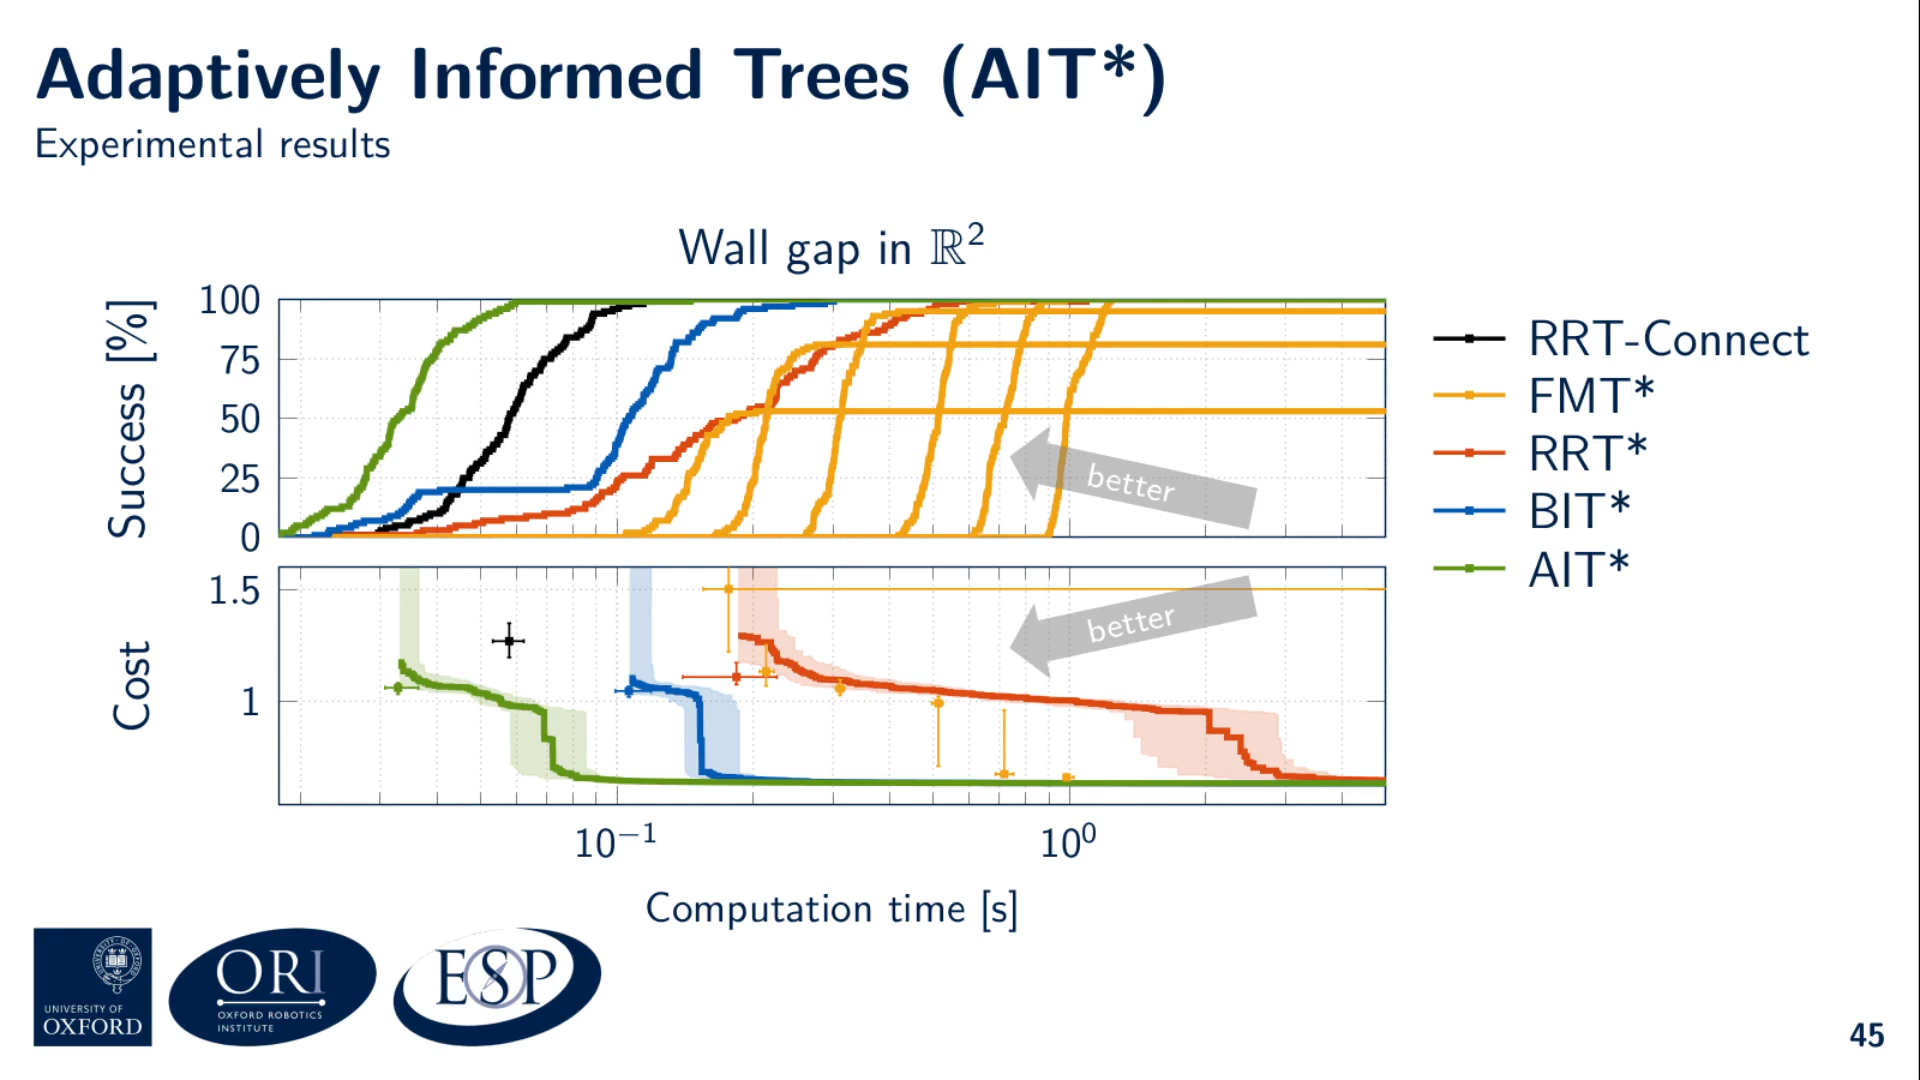 Adaptively Informed Trees (AIT*)
Experimental results
Wall gap in ℝ²
Success [%]
100
75
50
25
0
better
Cost
1.5
1
better
10⁻¹
10⁰
Computation time [s]
RRT-Connect
FMT*
RRT*
BIT*
AIT*
UNIVERSITY OF
OXFORD
ORI
OXFORD ROBOTICS
INSTITUTE
ESP
45